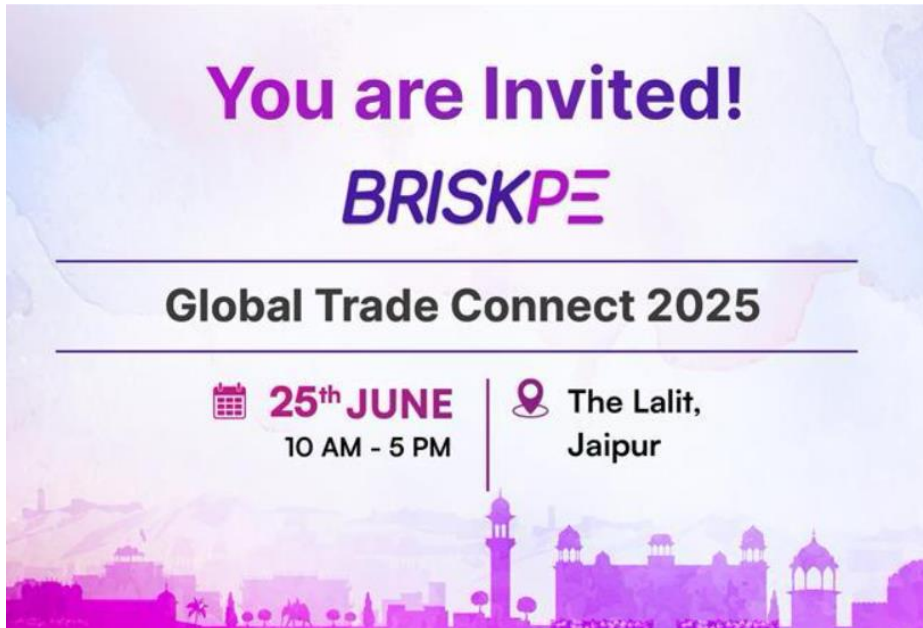 You are Invited!
BRISKPE
Global Trade Connect 2025
25th JUNE
10 AM - 5 PM
The Lalit,
Jaipur